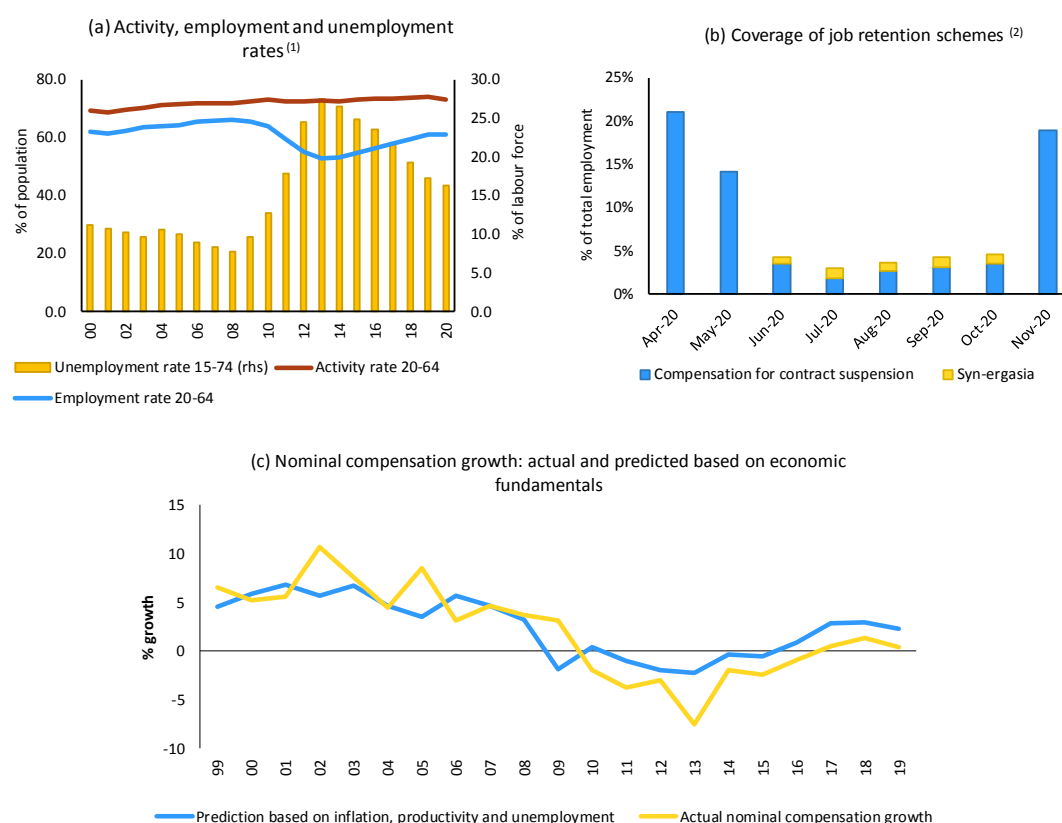 (a) Activity, employment and unemployment
rates (1)
80.0
60.0
40.0
20.0
0.0
% of population
30.0
25.0
20.0
15.0
10.0
5.0
0.0
% of labour force
00
02
04
06
08
10
12
14
16
18
20
Unemployment rate 15-74 (rhs)
Activity rate 20-64
Employment rate 20-64
(b) Coverage of job retention schemes (2)
25%
20%
15%
10%
5%
0%
% of total employment
Apr-20
May-20
Jun-20
Jul-20
Aug-20
Sep-20
Oct-20
Nov-20
Compensation for contract suspension
Syn-ergasia
(c) Nominal compensation growth: actual and predicted based on economic
fundamentals
15
10
5
0
-5
-10
% growth
99
00
01
02
03
04
05
06
07
08
09
10
11
12
13
14
15
16
17
18
19
Prediction based on inflation, productivity and unemployment
Actual nominal compensation growth